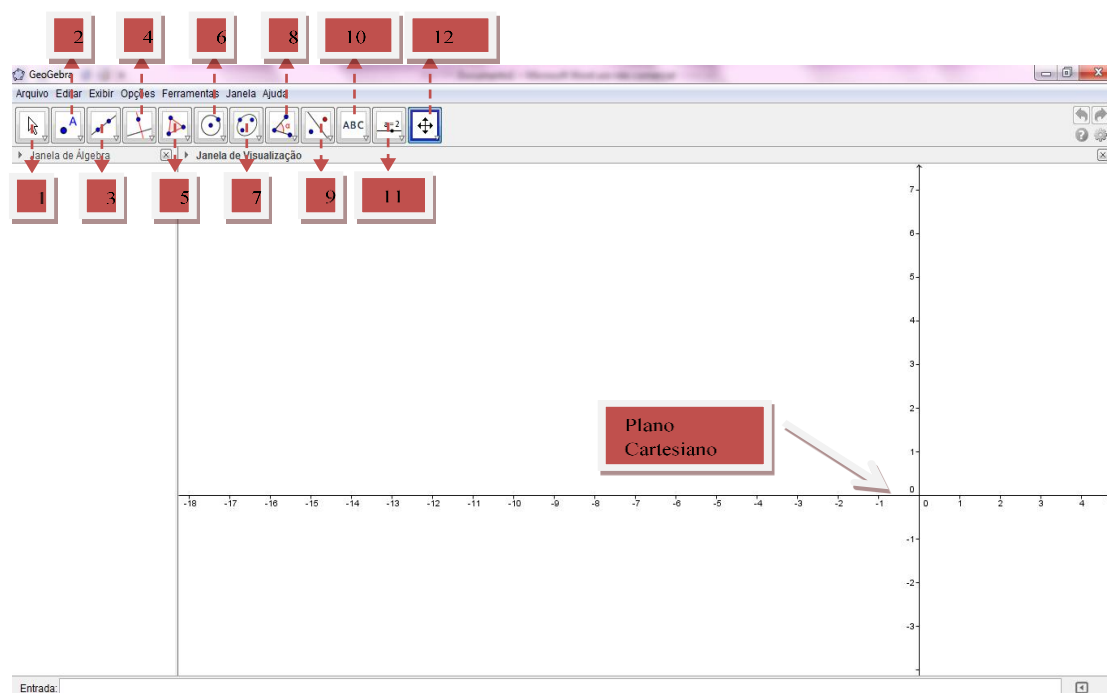 2 4 6 8 10 12
GeoGebra
Arquivo Editar Exibir Opções Ferramentas Janela Ajuda
A ABC a=2
Janela de Álgebra Janela de Visualização
1 3 5 7 9 11
7
6
5
4
3
2
1
0
Plano
Cartesiano
-18 -17 -16 -15 -14 -13 -12 -11 -10 -9 -8 -7 -6 -5 -4 -3 -2 -1 0 1 2 3 4
-1
-2
-3
Entrada: